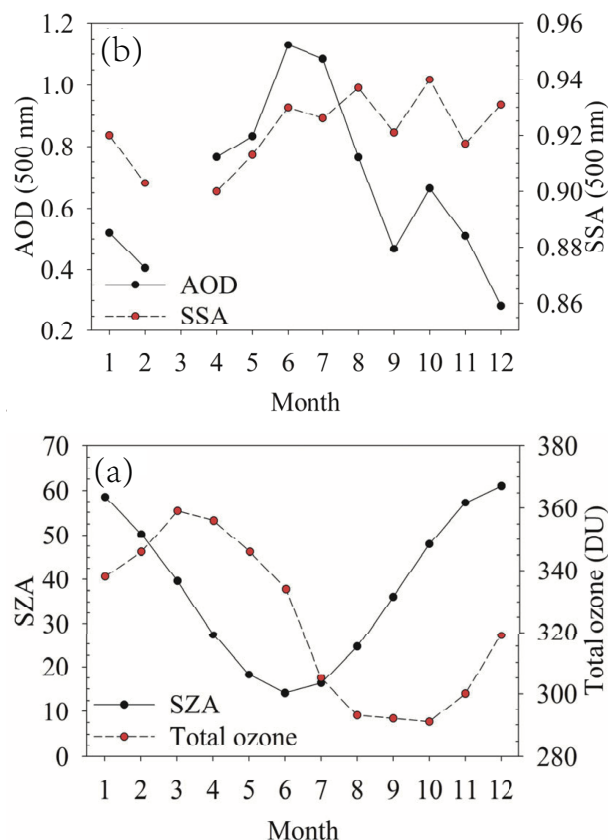 1.2
1.0
0.8
0.6
0.4
0.2
AOD (500 nm)
(b)
AOD
SSA
0.96
0.94
0.92
0.90
0.88
0.86
SSA (500 nm)
1 2 3 4 5 6 7 8 9 10 11 12
Month
70
60
50
40
30
20
10
0
SZA
(a)
SZA
Total ozone
380
360
340
320
300
280
Total ozone (DU)
1 2 3 4 5 6 7 8 9 10 11 12
Month